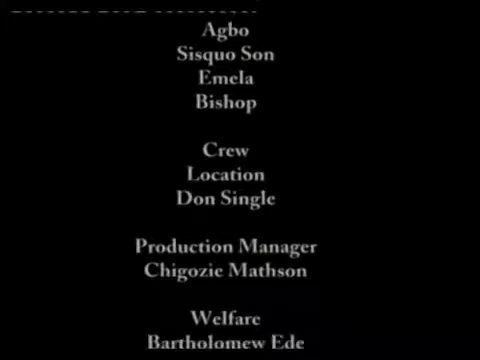 Agbo
Sisquo Son
Emela
Bishop
Crew
Location
Don Single
Production Manager
Chigozie Mathson
Welfare
Bartholomew Ede